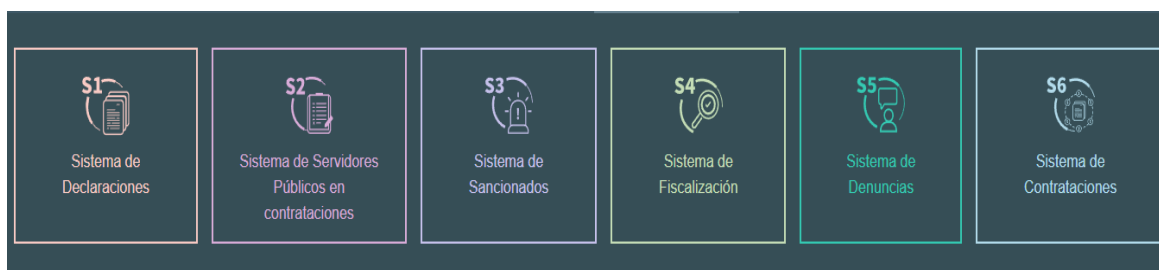 S1
Sistema de
Declaraciones
S2
Sistema de Servidores
Públicos en
contrataciones
S3
Sistema de
Sancionados
S4
Sistema de
Fiscalización
S5
Sistema de
Denuncias
S6
Sistema de
Contrataciones